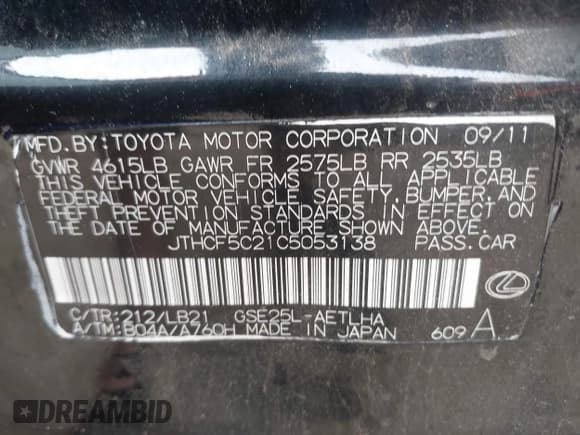 MFD.BY:TOYOTA MOTOR CORPORATION 09/11
GVWR 4615LB GAWR FR 2575LB RR 2535LB
THIS VEHICLE CONFORMS TO ALL APPLICABLE
FEDERAL MOTOR VEHICLE SAFETY, BUMPER, AND
THEFT PREVENTION STANDARDS IN EFFECT ON
THE DATE OF MANUFACTURE SHOWN ABOVE.
JTHCF5C21C5053138 PASS.CAR
C/TR:212/LB21 GSE25L-AETLHA
A/TM:B04A/A760H MADE IN JAPAN 609 A
DREAMBID